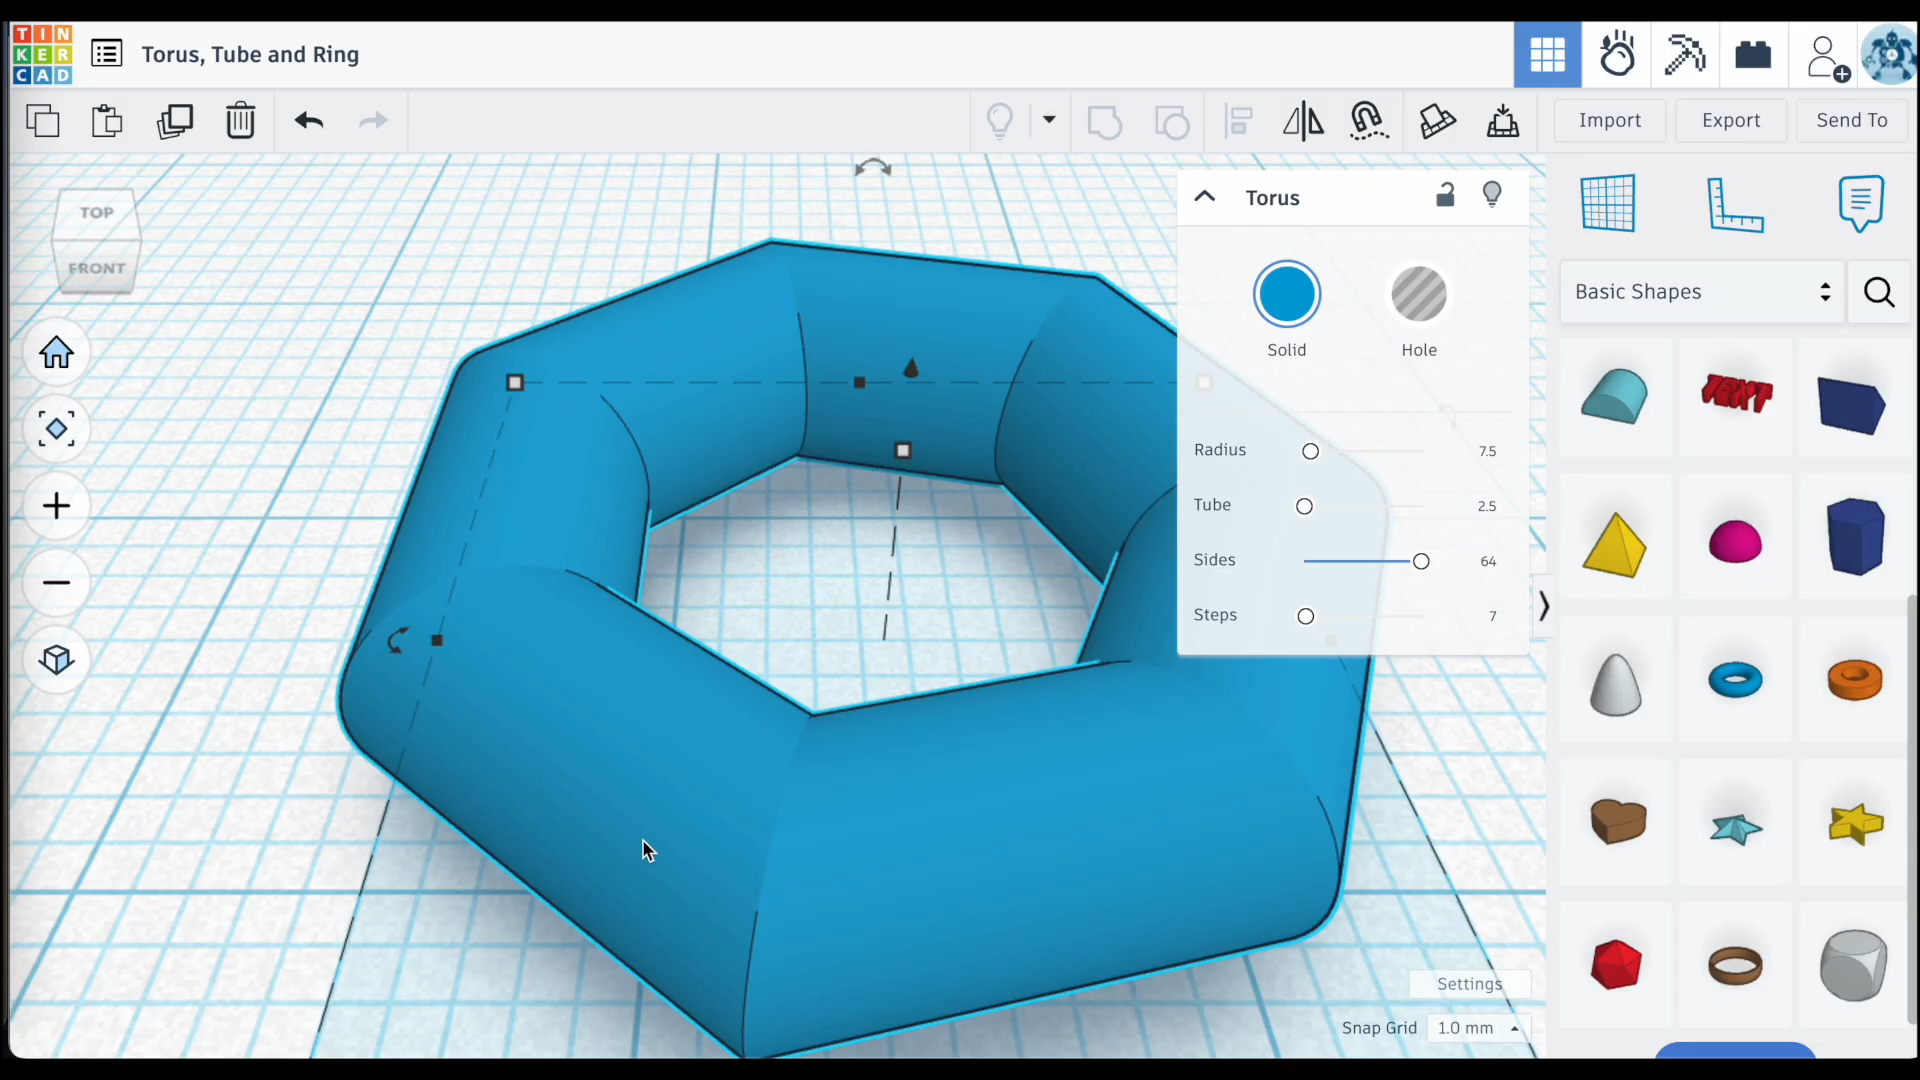 TIN
KER
CAD
Torus, Tube and Ring
Import
Export
Send To
TOP
FRONT
Torus
Solid
Hole
Radius 7.5
Tube 2.5
Sides 64
Steps 7
Basic Shapes
TEXT
Settings
Snap Grid 1.0 mm